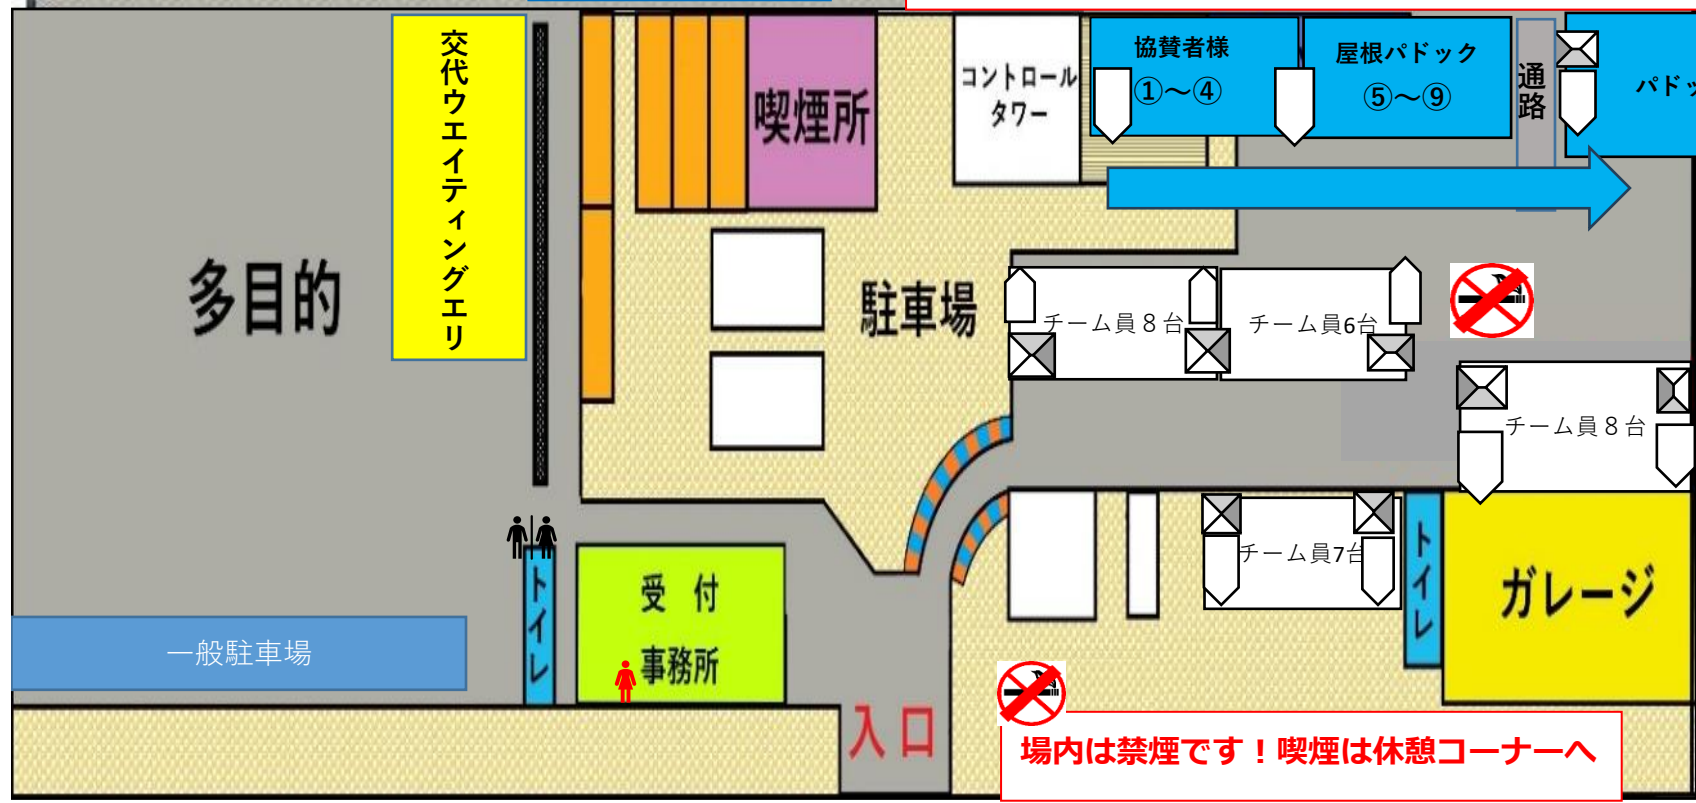 交代ウエイティングエリ
喫煙所
コントロール
タワー
協賛者様
①～④
屋根パドック
⑤～⑨
通路
パドッ
多目的
駐車場
チーム員８台
チーム員6台
チーム員８台
チーム員7台
トイレ
ガレージ
トイレ
受 付
事務所
一般駐車場
入口
場内は禁煙です！喫煙は休憩コーナーへ